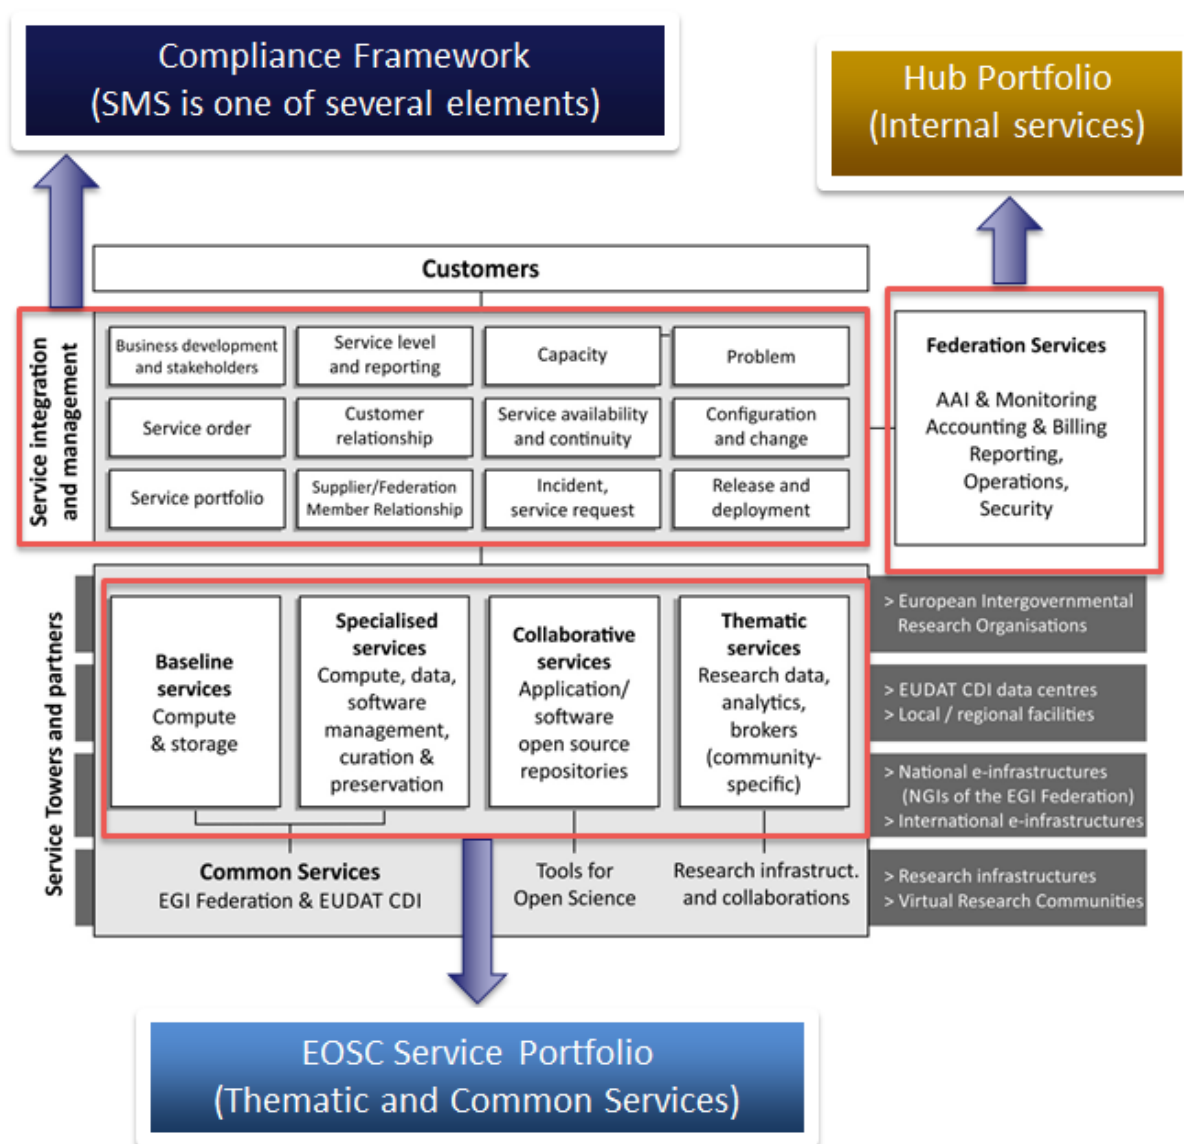 Compliance Framework
(SMS is one of several elements)
Hub Portfolio
(Internal services)
Customers
Service integration
and management
Business development
and stakeholders
Service level
and reporting
Capacity
Problem
Service order
Customer
relationship
Service availability
and continuity
Configuration
and change
Service portfolio
Supplier/Federation
Member Relationship
Incident,
service request
Release and
deployment
Federation Services
AAI & Monitoring
Accounting & Billing
Reporting,
Operations,
Security
Service Towers and partners
Baseline
services
Compute
& storage
Specialised
services
Compute, data,
software
management,
curation &
preservation
Collaborative
services
Application/
software
open source
repositories
Thematic
services
Research data,
analytics,
brokers
(community-
specific)
> European Intergovernmental
Research Organisations
> EUDAT CDI data centres
> Local / regional facilities
> National e-infrastructures
(NGIs of the EGI Federation)
> International e-infrastructures
> Research infrastructures
> Virtual Research Communities
Common Services
EGI Federation & EUDAT CDI
Tools for
Open Science
Research infrastruct.
and collaborations
EOSC Service Portfolio
(Thematic and Common Services)